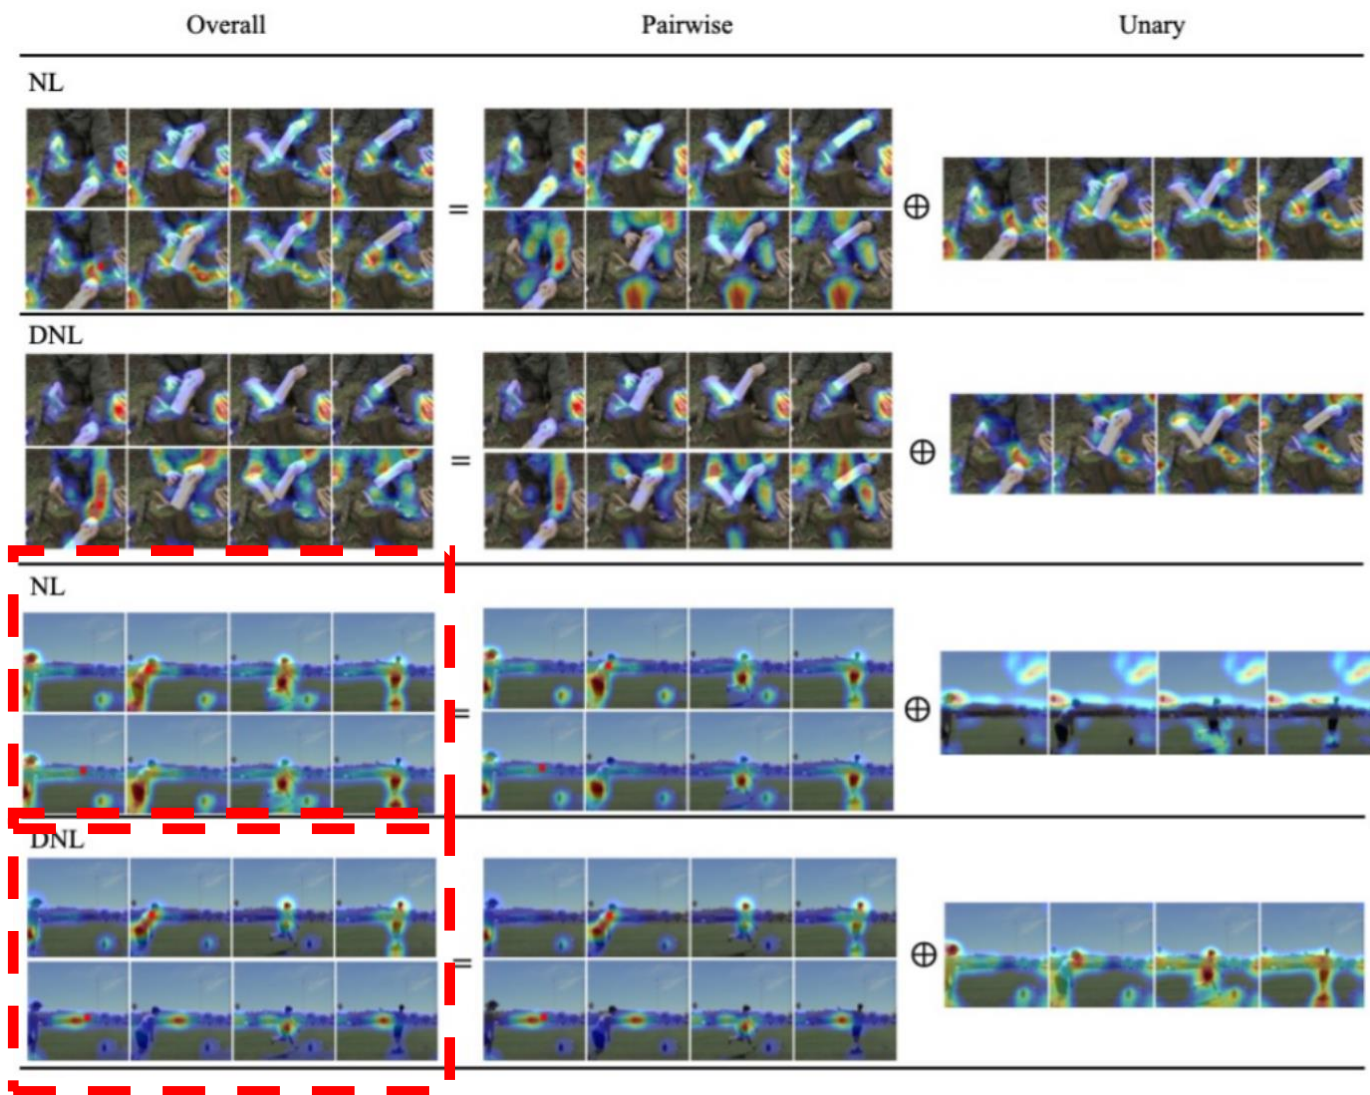 Overall Pairwise Unary
NL
= ⊕
DNL
= ⊕
NL
= ⊕
DNL
= ⊕